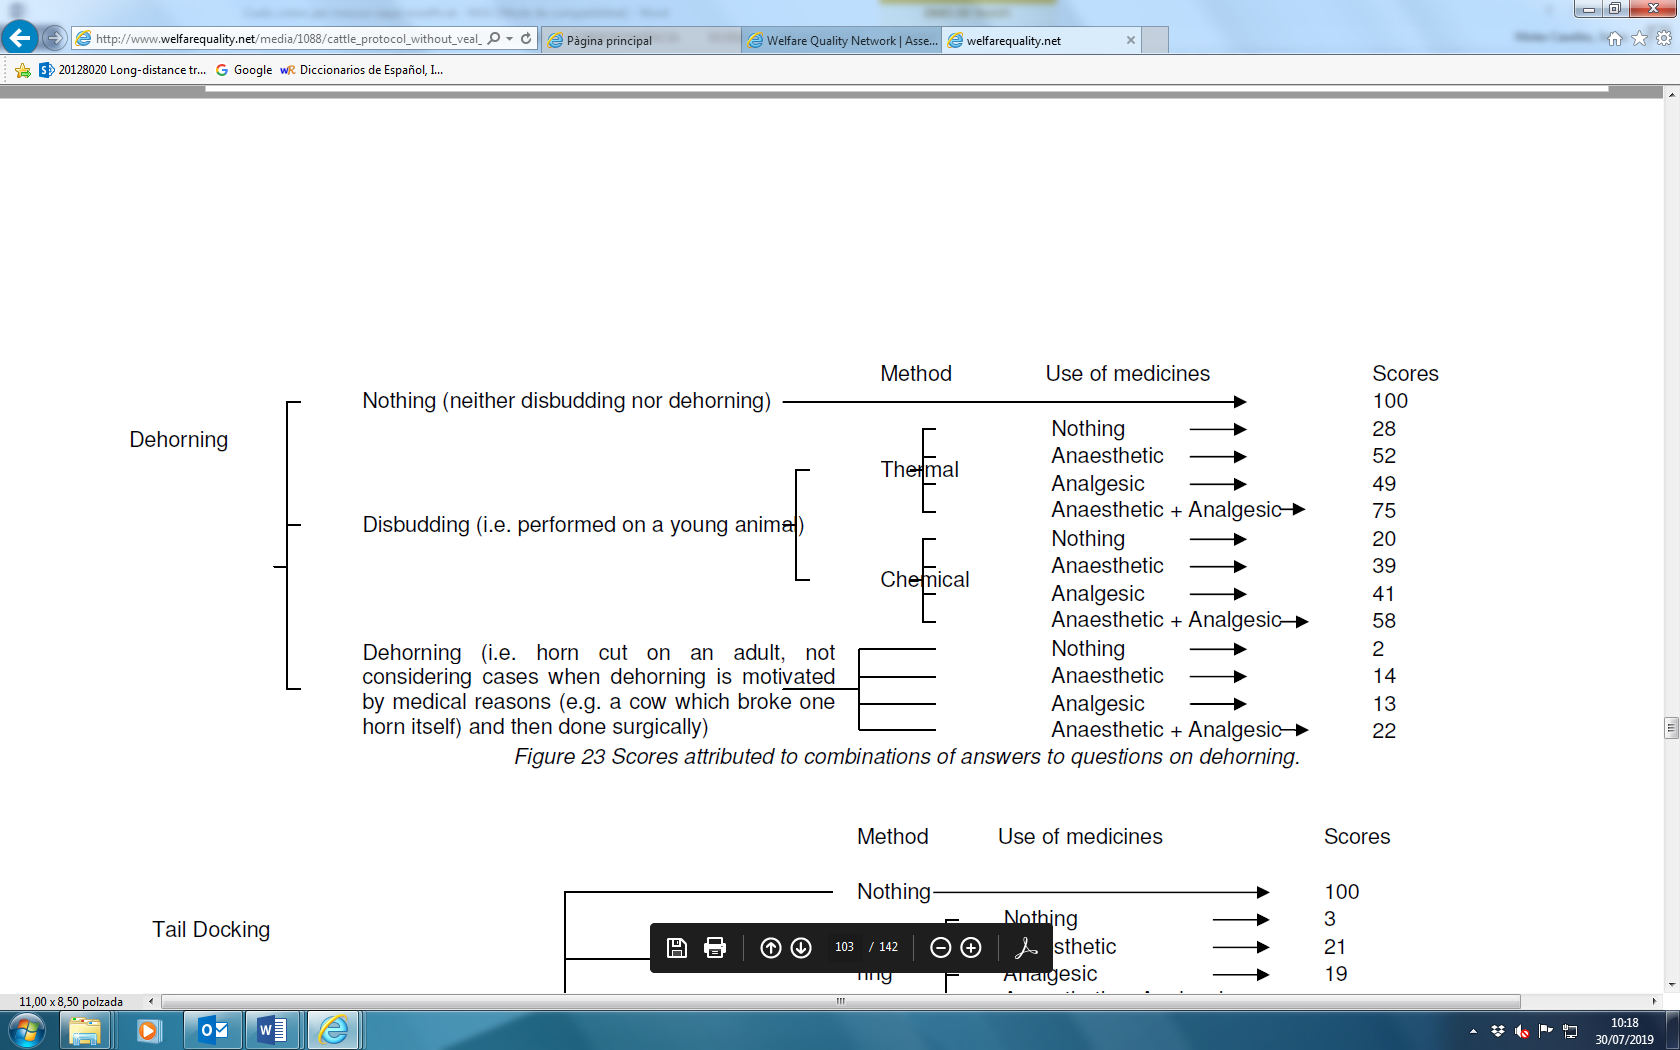 http://www.welfarequality.net/media/1088/cattle_protocol_without_veal_
Pàgina principal
Welfare Quality Network | Asse...
welfarequality.net
20128020 Long-distance tr...
Google
Diccionarios de Español, I...
Method Use of medicines Scores
Nothing (neither disbudding nor dehorning) 100
Dehorning
Nothing 28
Anaesthetic 52
Thermal
Analgesic 49
Anaesthetic + Analgesic 75
Disbudding (i.e. performed on a young animal)
Nothing 20
Anaesthetic 39
Chemical
Analgesic 41
Anaesthetic + Analgesic 58
Dehorning (i.e. horn cut on an adult, not
considering cases when dehorning is motivated
by medical reasons (e.g. a cow which broke one
horn itself) and then done surgically)
Nothing 2
Anaesthetic 14
Analgesic 13
Anaesthetic + Analgesic 22
Figure 23 Scores attributed to combinations of answers to questions on dehorning.
Method Use of medicines Scores
Nothing 100
Tail Docking
Nothing 3
sthetic 21
ring Analgesic 19
103 / 142
11,00 x 8,50 polzada
10:18
30/07/2019